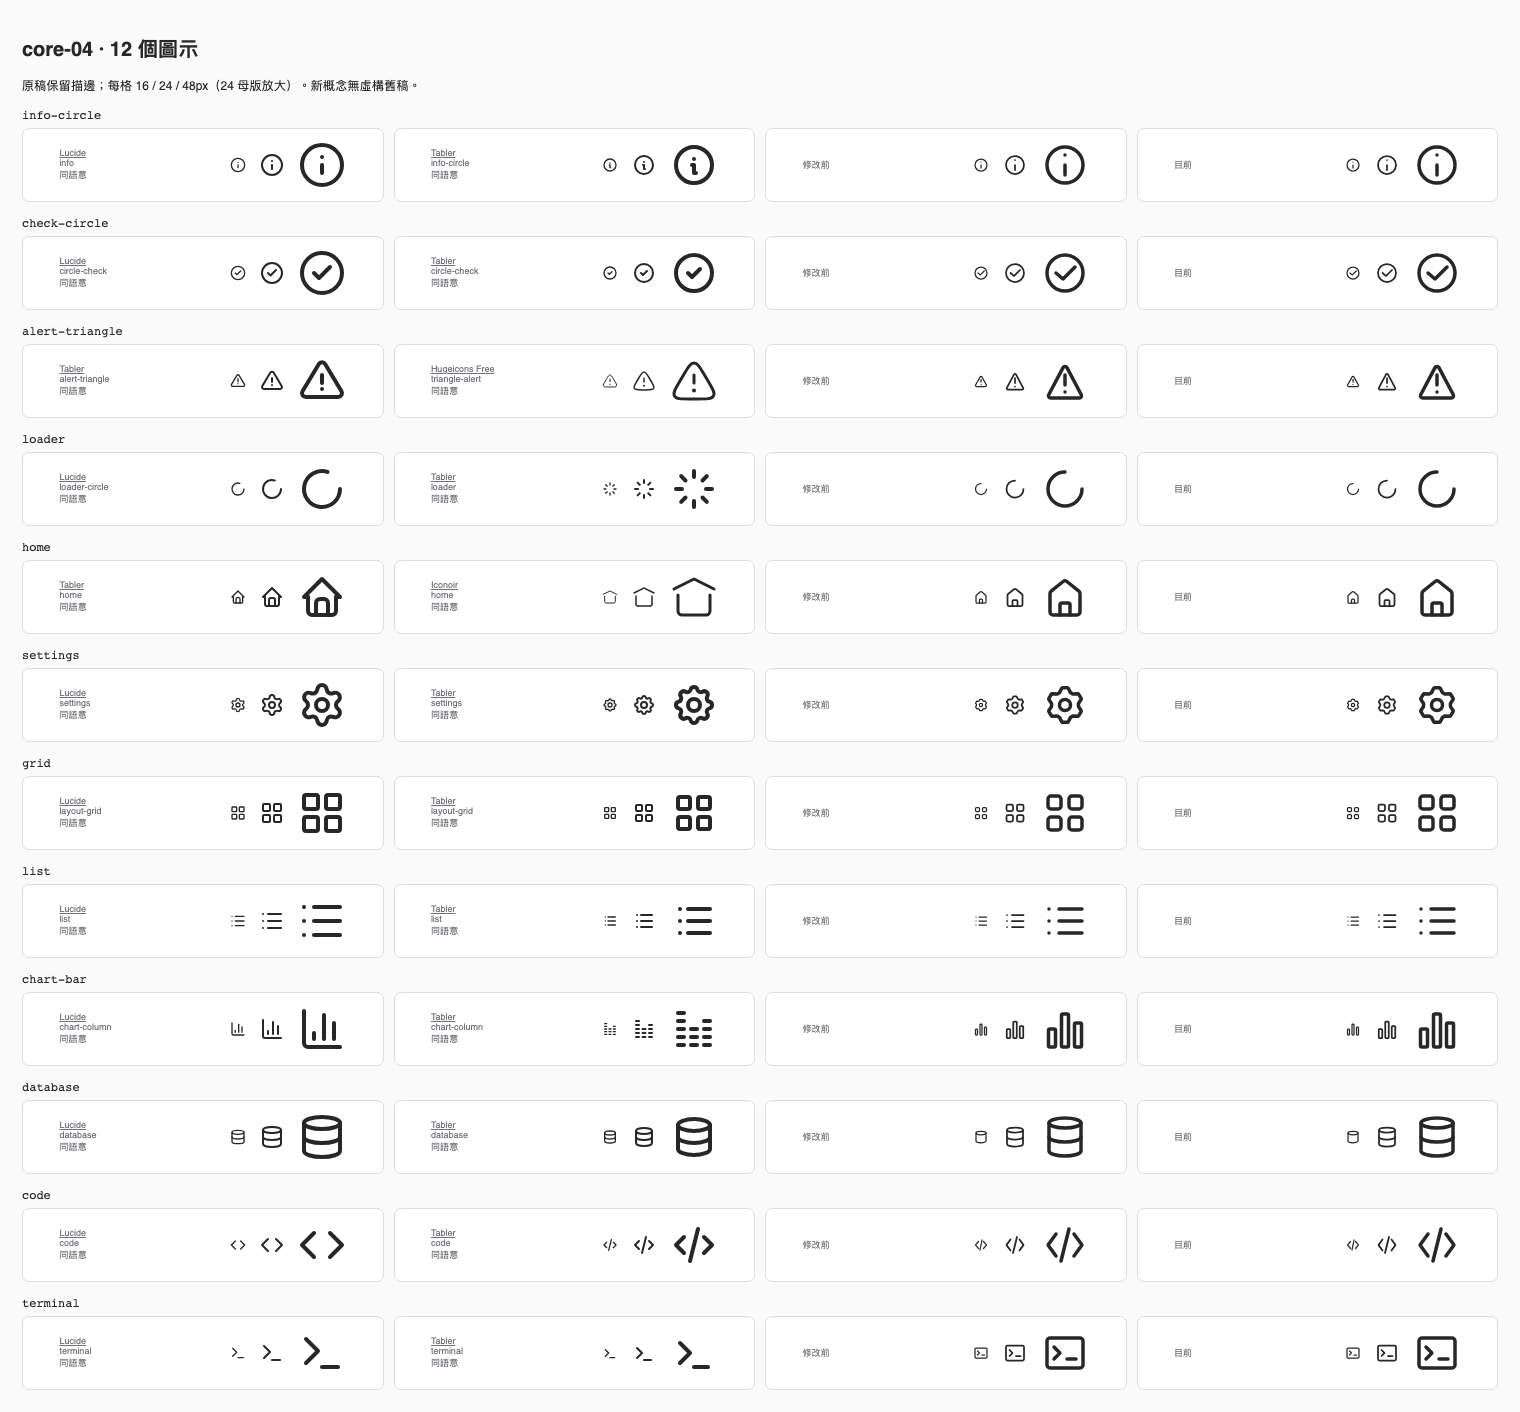 core-04 · 12 個圖示
原稿保留描邊；每格 16 / 24 / 48px（24 母版放大）。新概念無虛構舊稿。
info-circle
Lucide
info
同語意
Tabler
info-circle
同語意
修改前
目前
check-circle
Lucide
circle-check
同語意
Tabler
circle-check
同語意
修改前
目前
alert-triangle
Tabler
alert-triangle
同語意
Hugeicons Free
triangle-alert
同語意
修改前
目前
loader
Lucide
loader-circle
同語意
Tabler
loader
同語意
修改前
目前
home
Tabler
home
同語意
Iconoir
home
同語意
修改前
目前
settings
Lucide
settings
同語意
Tabler
settings
同語意
修改前
目前
grid
Lucide
layout-grid
同語意
Tabler
layout-grid
同語意
修改前
目前
list
Lucide
list
同語意
Tabler
list
同語意
修改前
目前
chart-bar
Lucide
chart-column
同語意
Tabler
chart-column
同語意
修改前
目前
database
Lucide
database
同語意
Tabler
database
同語意
修改前
目前
code
Lucide
code
同語意
Tabler
code
同語意
修改前
目前
terminal
Lucide
terminal
同語意
Tabler
terminal
同語意
修改前
目前